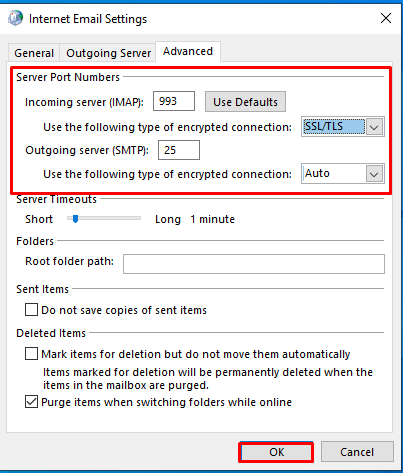 Internet Email Settings
General Outgoing Server Advanced
Server Port Numbers
Incoming server (IMAP): 993 Use Defaults
Use the following type of encrypted connection: SSL/TLS
Outgoing server (SMTP): 25
Use the following type of encrypted connection: Auto
Server Timeouts
Short Long 1 minute
Folders
Root folder path:
Sent Items
Do not save copies of sent items
Deleted Items
Mark items for deletion but do not move them automatically
Items marked for deletion will be permanently deleted when the
items in the mailbox are purged.
Purge items when switching folders while online
OK Cancel